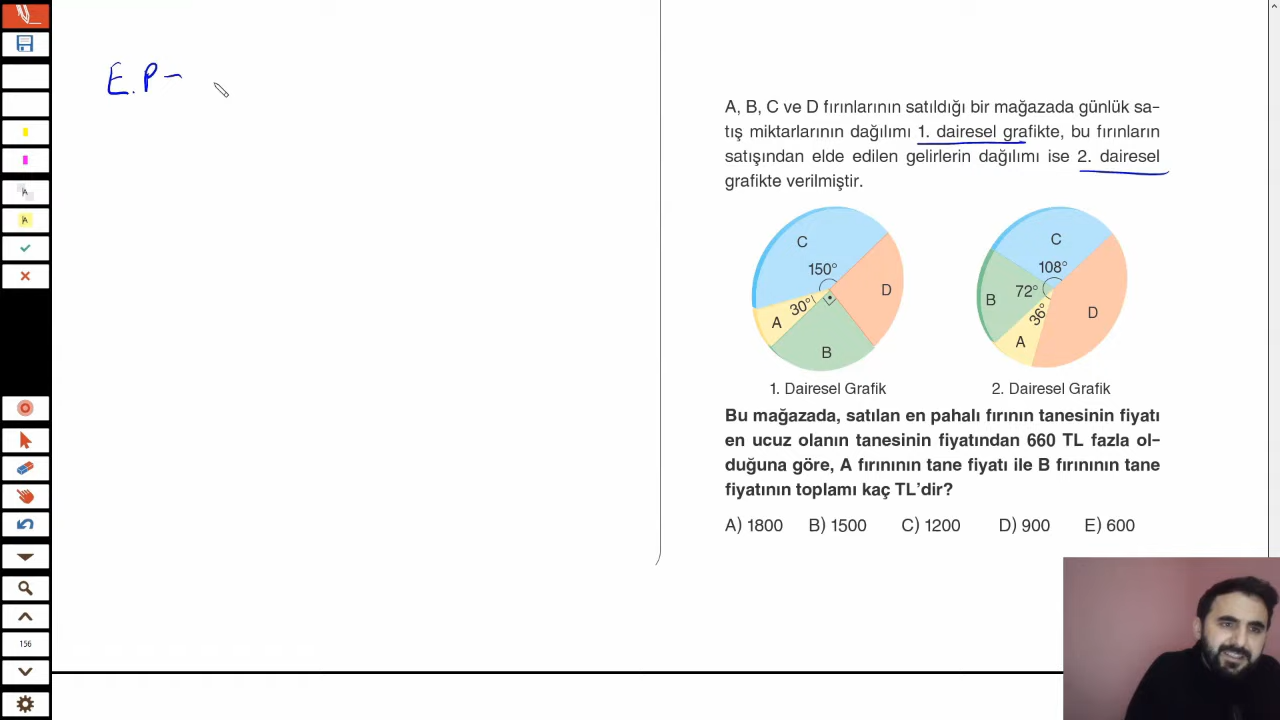 E.P-
A, B, C ve D fırınlarının satıldığı bir mağazada günlük sa-
tış miktarlarının dağılımı 1. dairesel grafikte, bu fırınların
satışından elde edilen gelirlerin dağılımı ise 2. dairesel
grafikte verilmiştir.
C
150°
D
30°
A
B
C
108°
72°
B
36°
D
A
1. Dairesel Grafik
2. Dairesel Grafik
Bu mağazada, satılan en pahalı fırının tanesinin fiyatı
en ucuz olanın tanesinin fiyatından 660 TL fazla ol-
duğuna göre, A fırınının tane fiyatı ile B fırınının tane
fiyatının toplamı kaç TL'dir?
A) 1800 B) 1500 C) 1200 D) 900 E) 600
A
A
156